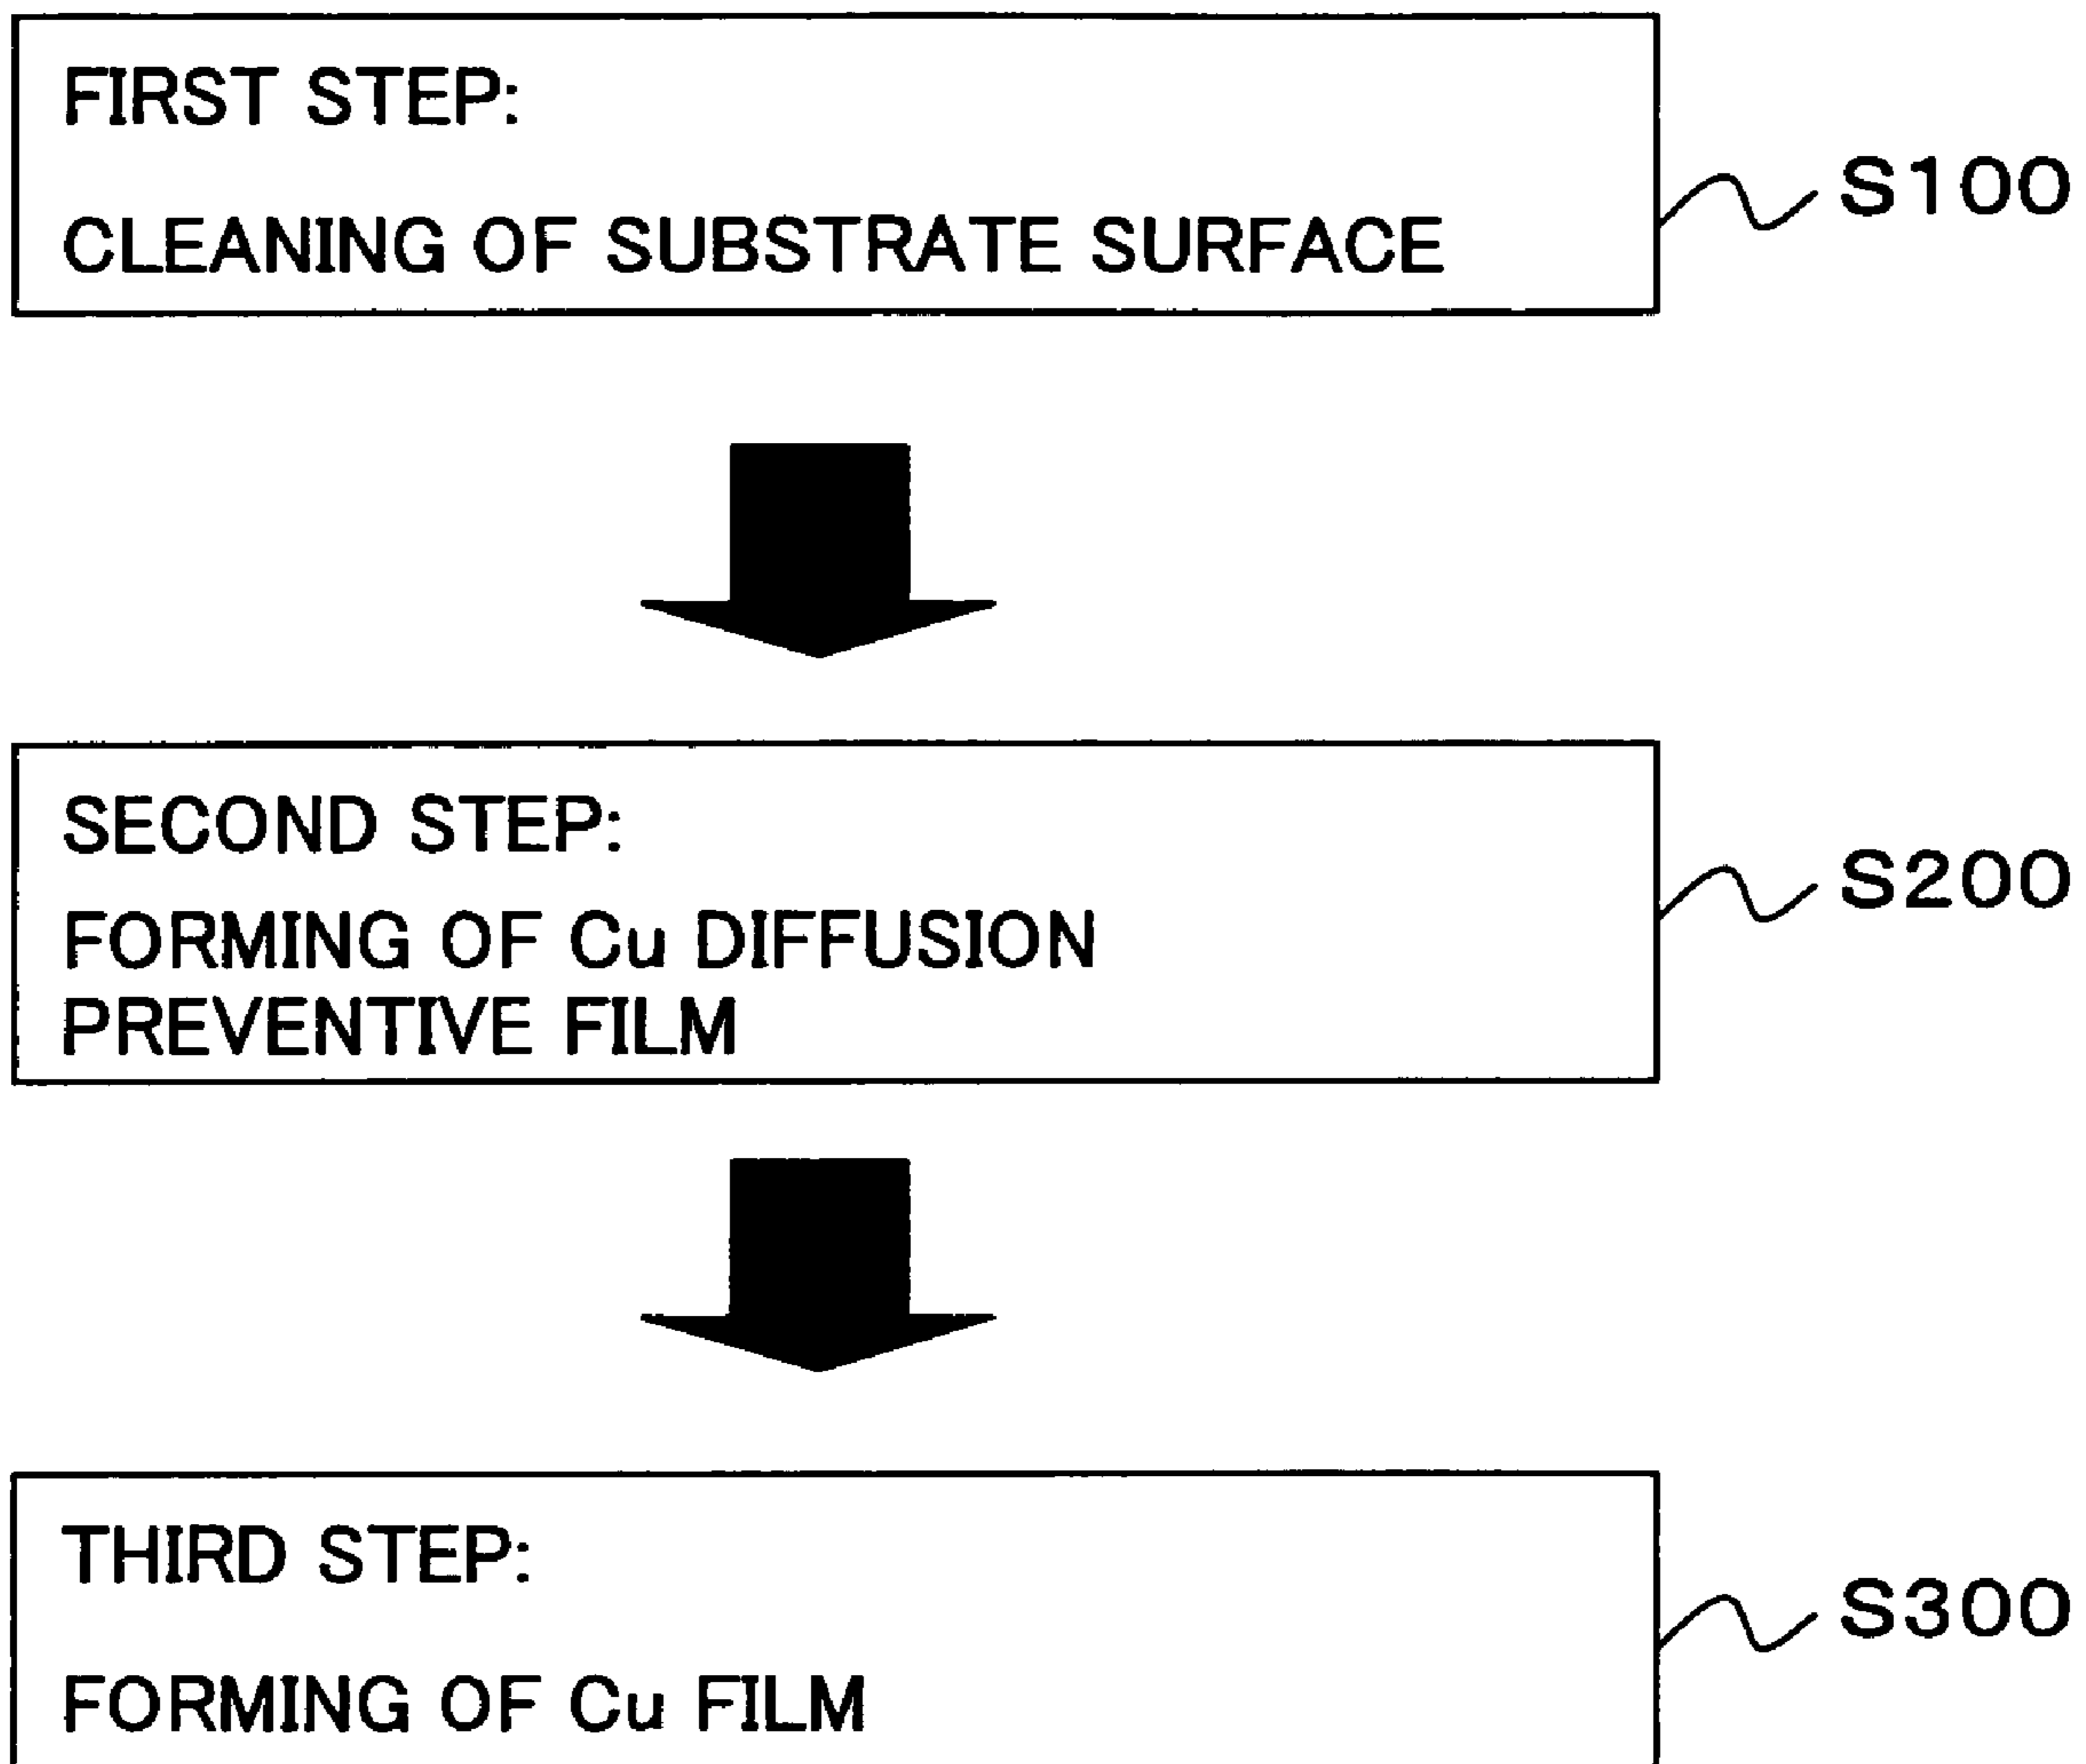 FIRST STEP:
CLEANING OF SUBSTRATE SURFACE
S100
SECOND STEP:
FORMING OF Cu DIFFUSION
PREVENTIVE FILM
S200
THIRD STEP:
FORMING OF Cu FILM
S300